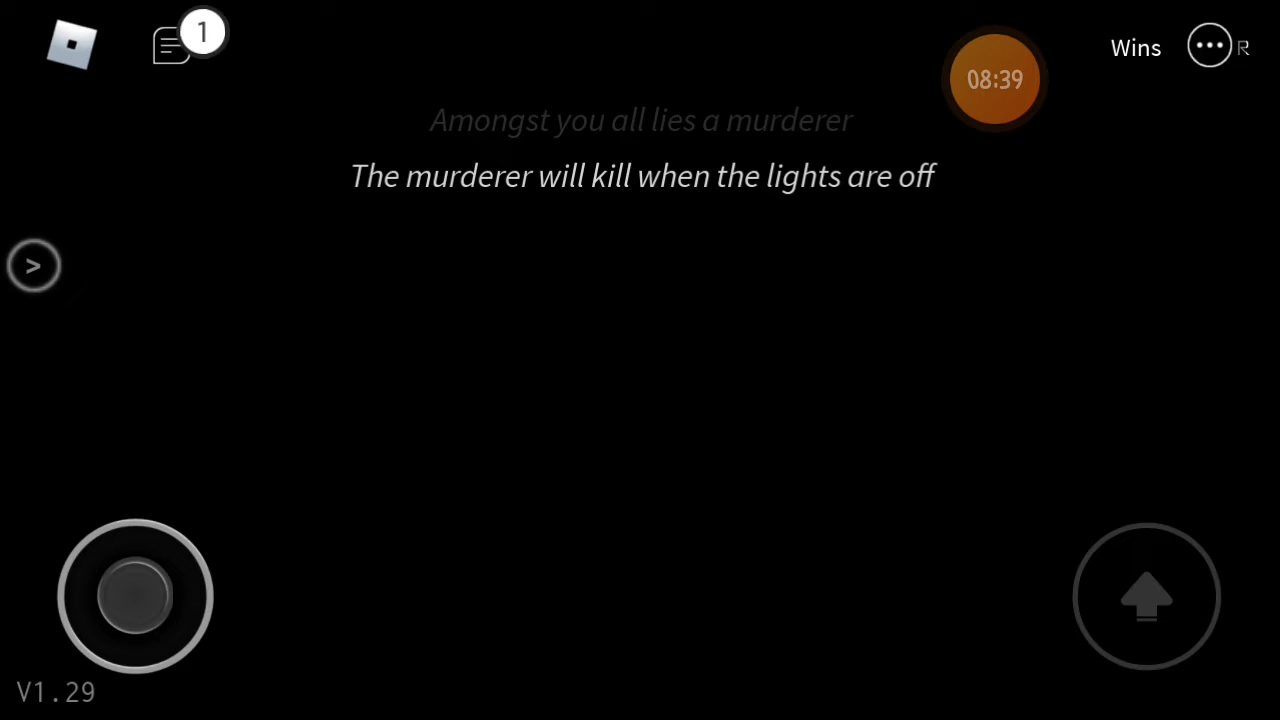 1
08:39
Wins
R
Amongst you all lies a murderer
The murderer will kill when the lights are off
>
V1.29